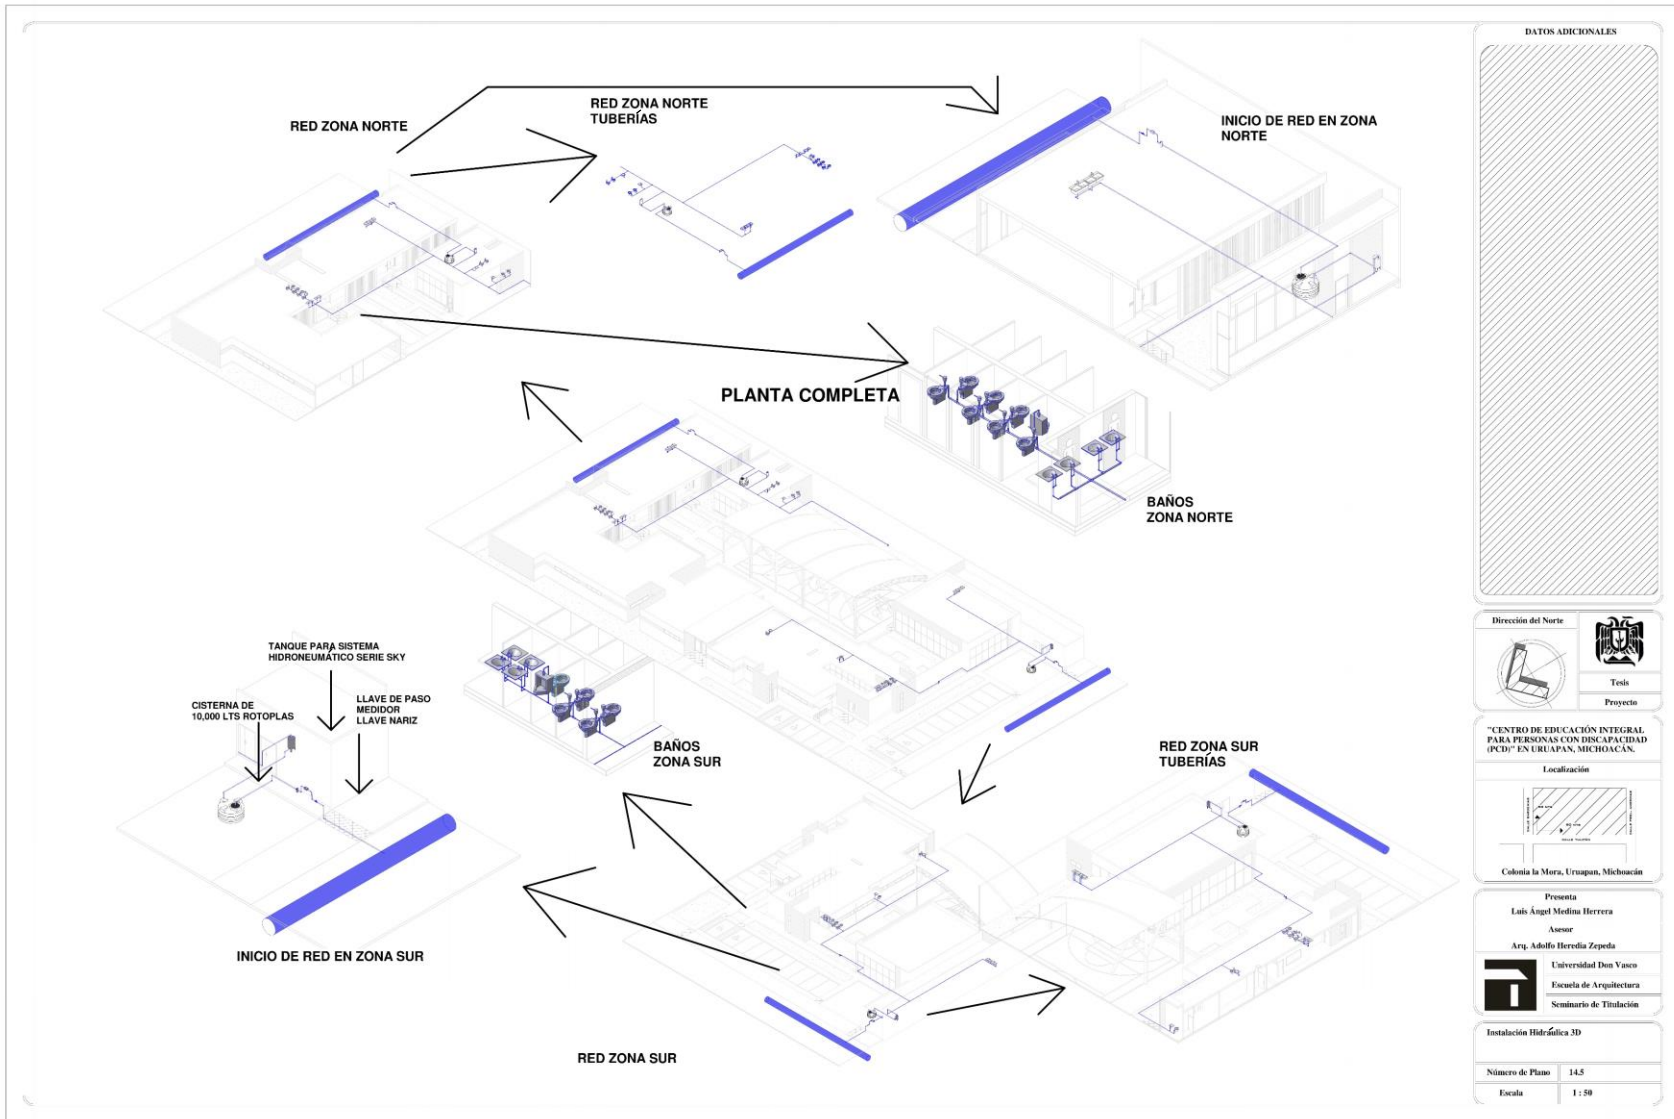 RED ZONA NORTE
RED ZONA NORTE
TUBERÍAS
INICIO DE RED EN ZONA
NORTE
PLANTA COMPLETA
BAÑOS
ZONA NORTE
TANQUE PARA SISTEMA
HIDRONEUMÁTICO SERIE SKY
CISTERNA DE
10,000 LTS ROTOPLAS
LLAVE DE PASO
MEDIDOR
LLAVE NARIZ
BAÑOS
ZONA SUR
RED ZONA SUR
TUBERÍAS
INICIO DE RED EN ZONA SUR
RED ZONA SUR
DATOS ADICIONALES
Dirección del Norte
Tesis
Proyecto
"CENTRO DE EDUCACIÓN INTEGRAL
PARA PERSONAS CON DISCAPACIDAD
(PCD)" EN URUAPAN, MICHOACÁN.
Localización
Colonia la Mora, Uruapan, Michoacán
Presenta
Luis Ángel Medina Herrera
Asesor
Arq. Adolfo Heredia Zepeda
Universidad Don Vasco
Escuela de Arquitectura
Seminario de Titulación
Instalación Hidráulica 3D
Número de Plano 14.5
Escala 1 : 50